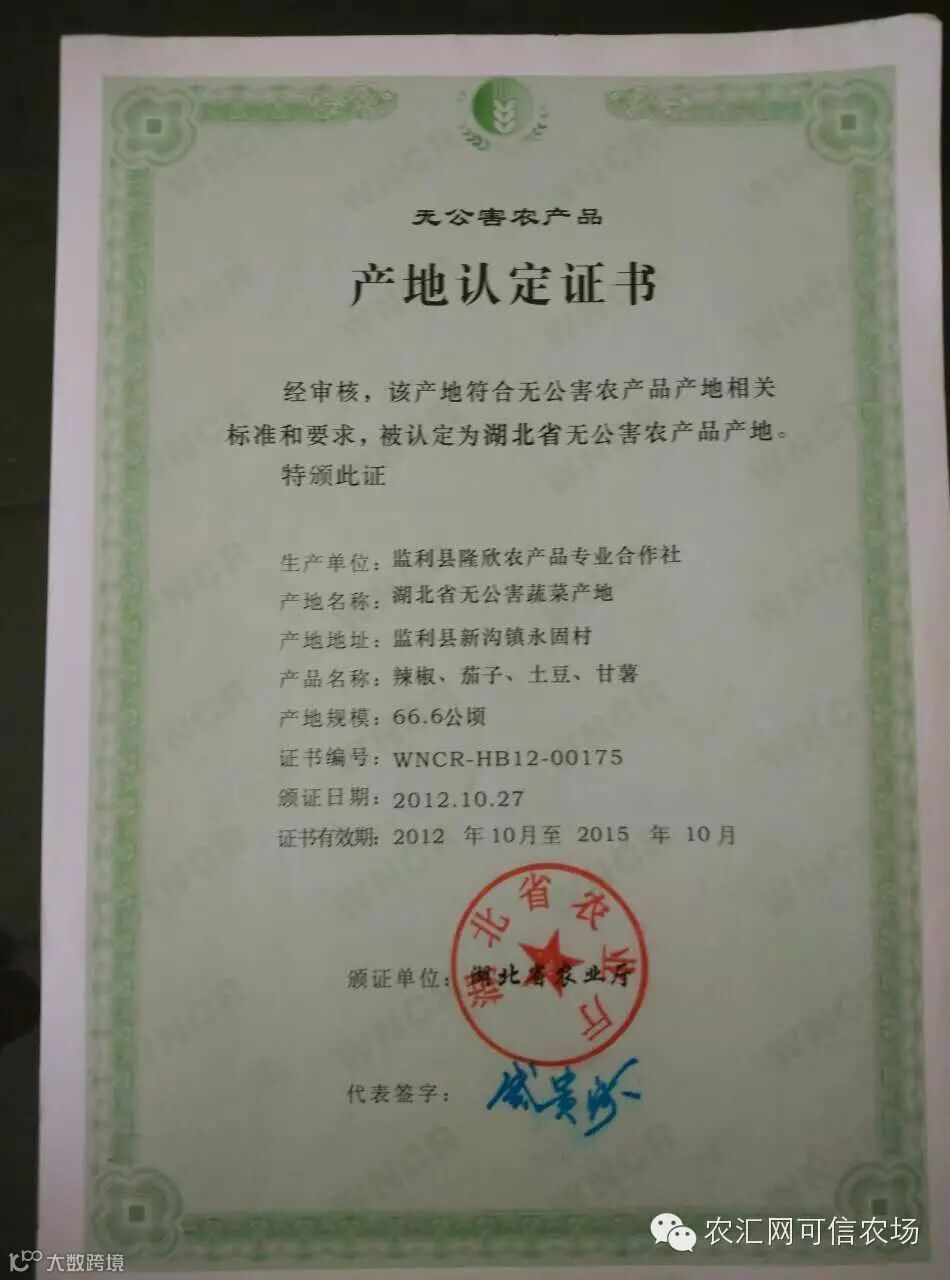 无公害农产品
产地认定证书
经审核，该产地符合无公害农产品产地相关
标准和要求，被认定为湖北省无公害农产品产地。
特颁此证
生产单位：监利县隆欣农产品专业合作社
产地名称：湖北省无公害蔬菜产地
产地地址：监利县新沟镇永固村
产品名称：辣椒、茄子、土豆、甘薯
产地规模：66.6公顷
证书编号：WNCR-HB12-00175
颁证日期：2012.10.27
证书有效期：2012 年10月至 2015 年 10 月
颁证单位：湖北省农业厅
湖北省农业厅
代表签字：
农汇网可信农场
大数跨境